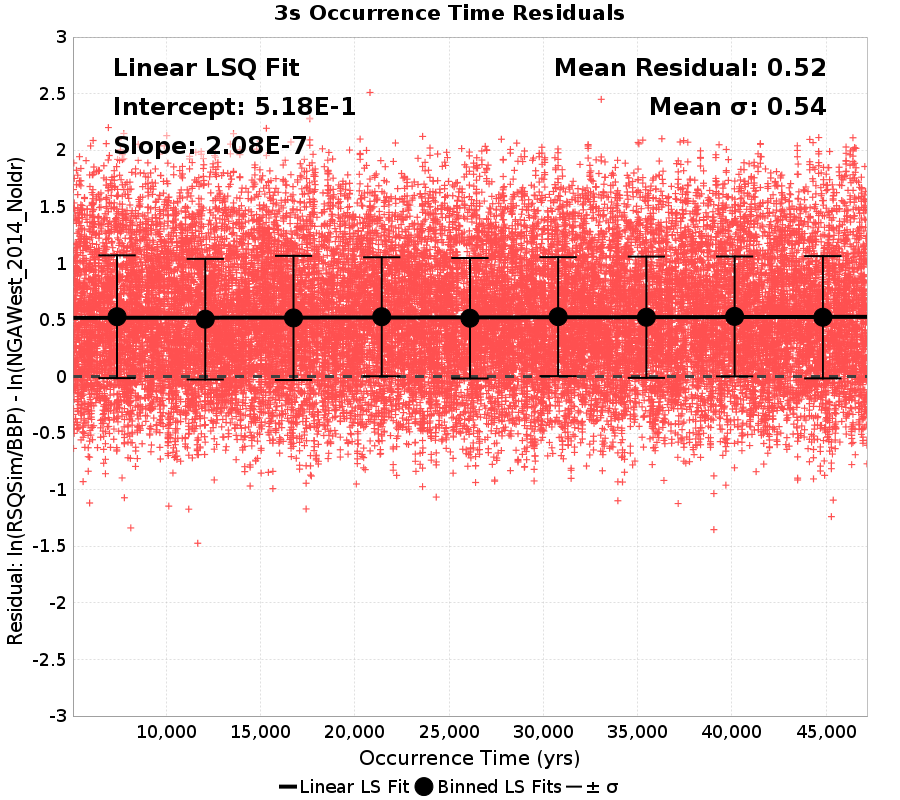 3s Occurrence Time Residuals
Linear LSQ Fit
Intercept: 5.18E-1
Slope: 2.08E-7
Mean Residual: 0.52
Mean σ: 0.54
Residual: ln(RSQSim/BBP) - ln(NGAWest_2014_NoIdr)
3
2.5
2
1.5
1
0.5
0
-0.5
-1
-1.5
-2
-2.5
-3
10,000
15,000
20,000
25,000
30,000
35,000
40,000
45,000
Occurrence Time (yrs)
Linear LS Fit
Binned LS Fits
± σ